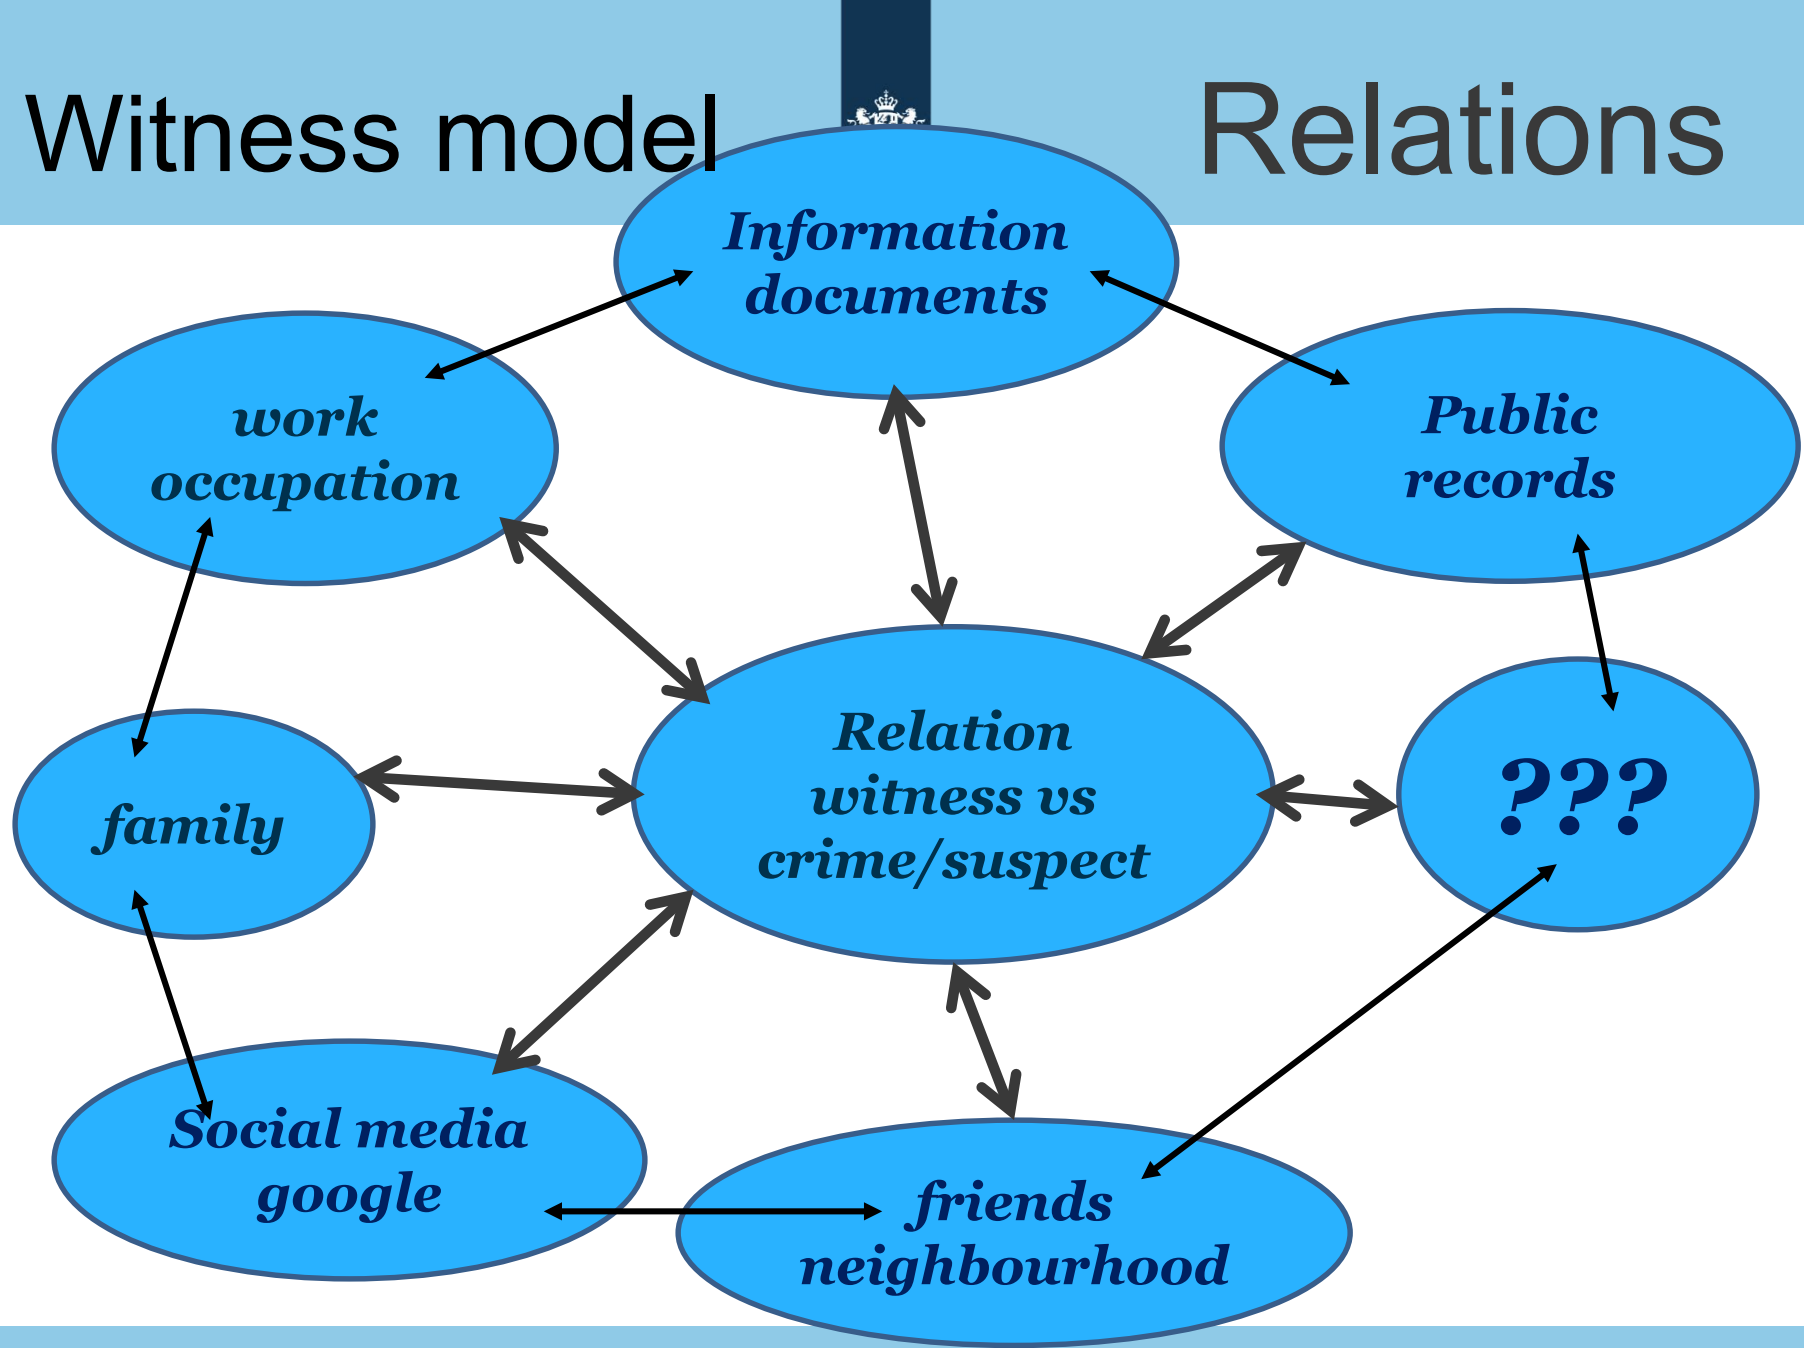 Witness model
Relations
Information
documents
work
occupation
Public
records
Relation
witness vs
crime/suspect
???
family
Social media
google
friends
neighbourhood